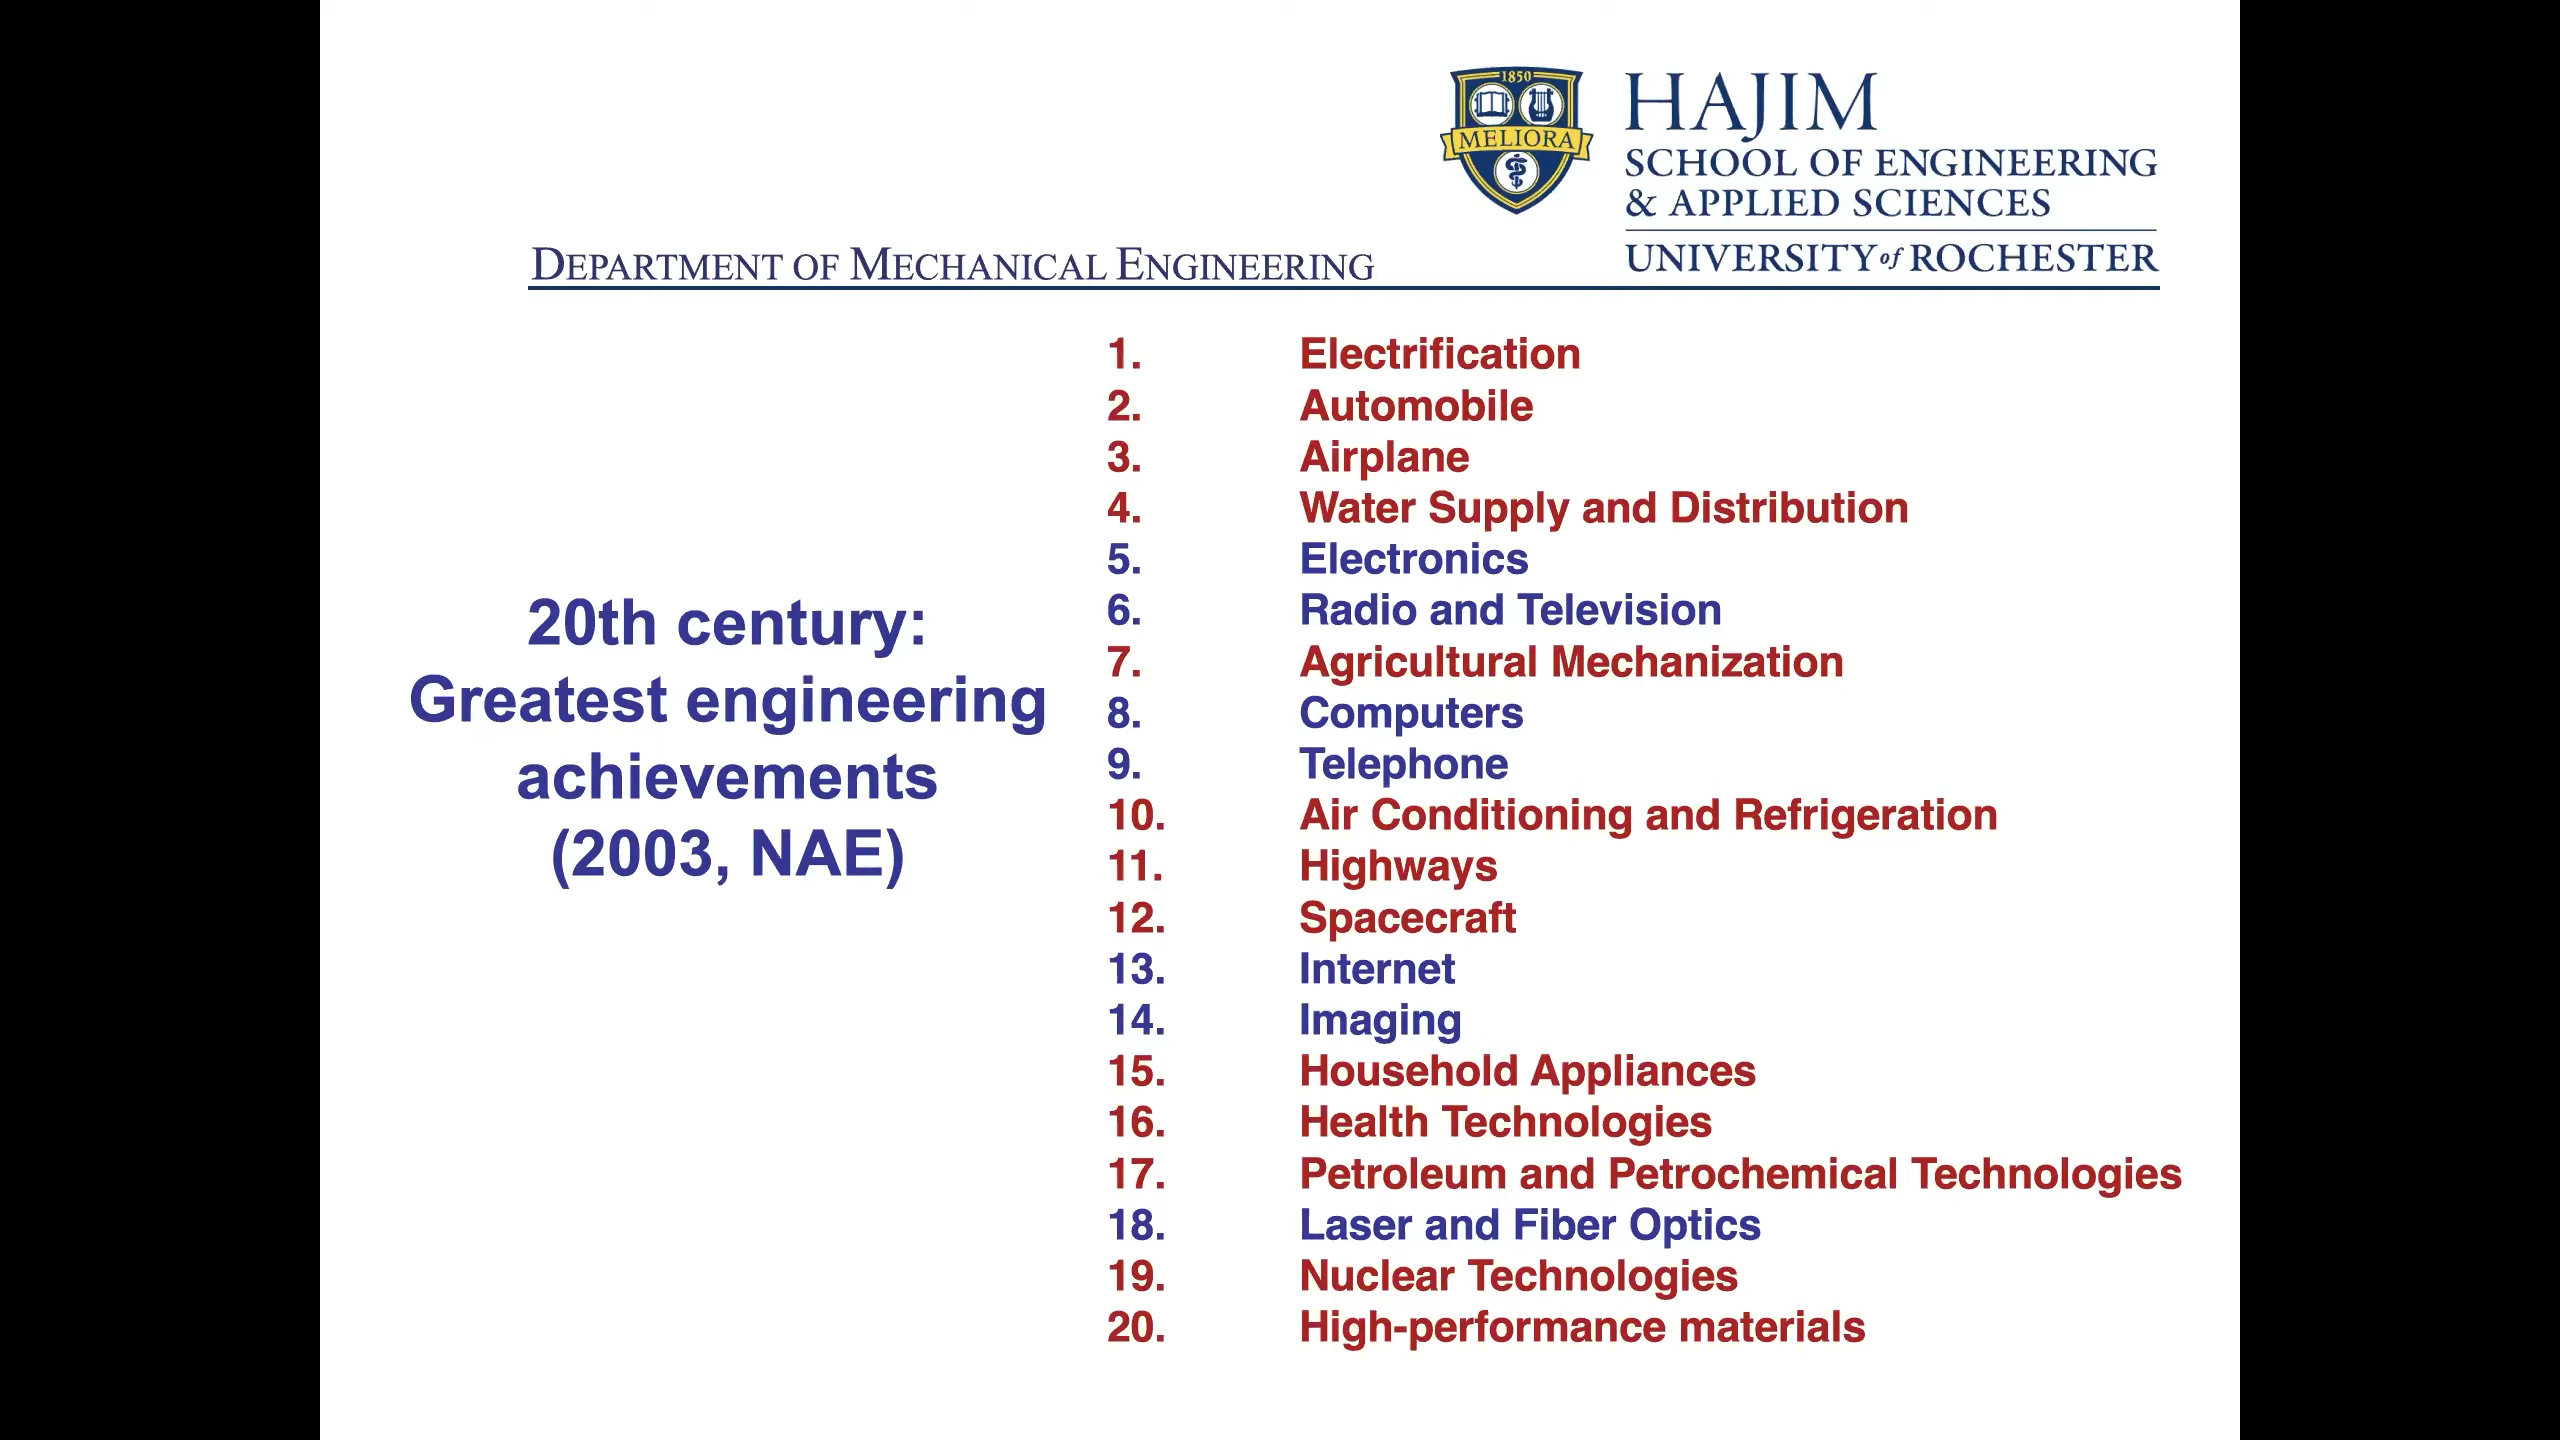 1850
MELIORA
HAJIM
SCHOOL OF ENGINEERING
& APPLIED SCIENCES
UNIVERSITY of ROCHESTER
DEPARTMENT OF MECHANICAL ENGINEERING
20th century:
Greatest engineering
achievements
(2003, NAE)
1. Electrification
2. Automobile
3. Airplane
4. Water Supply and Distribution
5. Electronics
6. Radio and Television
7. Agricultural Mechanization
8. Computers
9. Telephone
10. Air Conditioning and Refrigeration
11. Highways
12. Spacecraft
13. Internet
14. Imaging
15. Household Appliances
16. Health Technologies
17. Petroleum and Petrochemical Technologies
18. Laser and Fiber Optics
19. Nuclear Technologies
20. High-performance materials